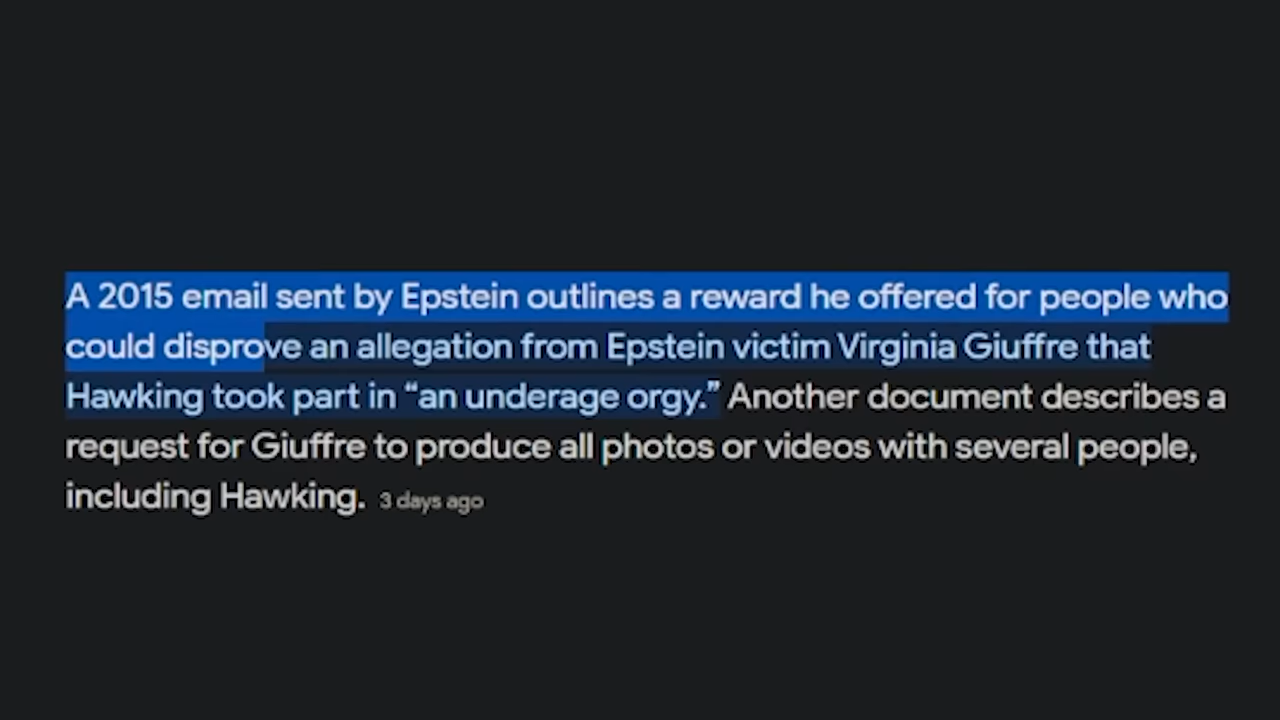 A 2015 email sent by Epstein outlines a reward he offered for people who
could disprove an allegation from Epstein victim Virginia Giuffre that
Hawking took part in “an underage orgy.” Another document describes a
request for Giuffre to produce all photos or videos with several people,
including Hawking. 3 days ago